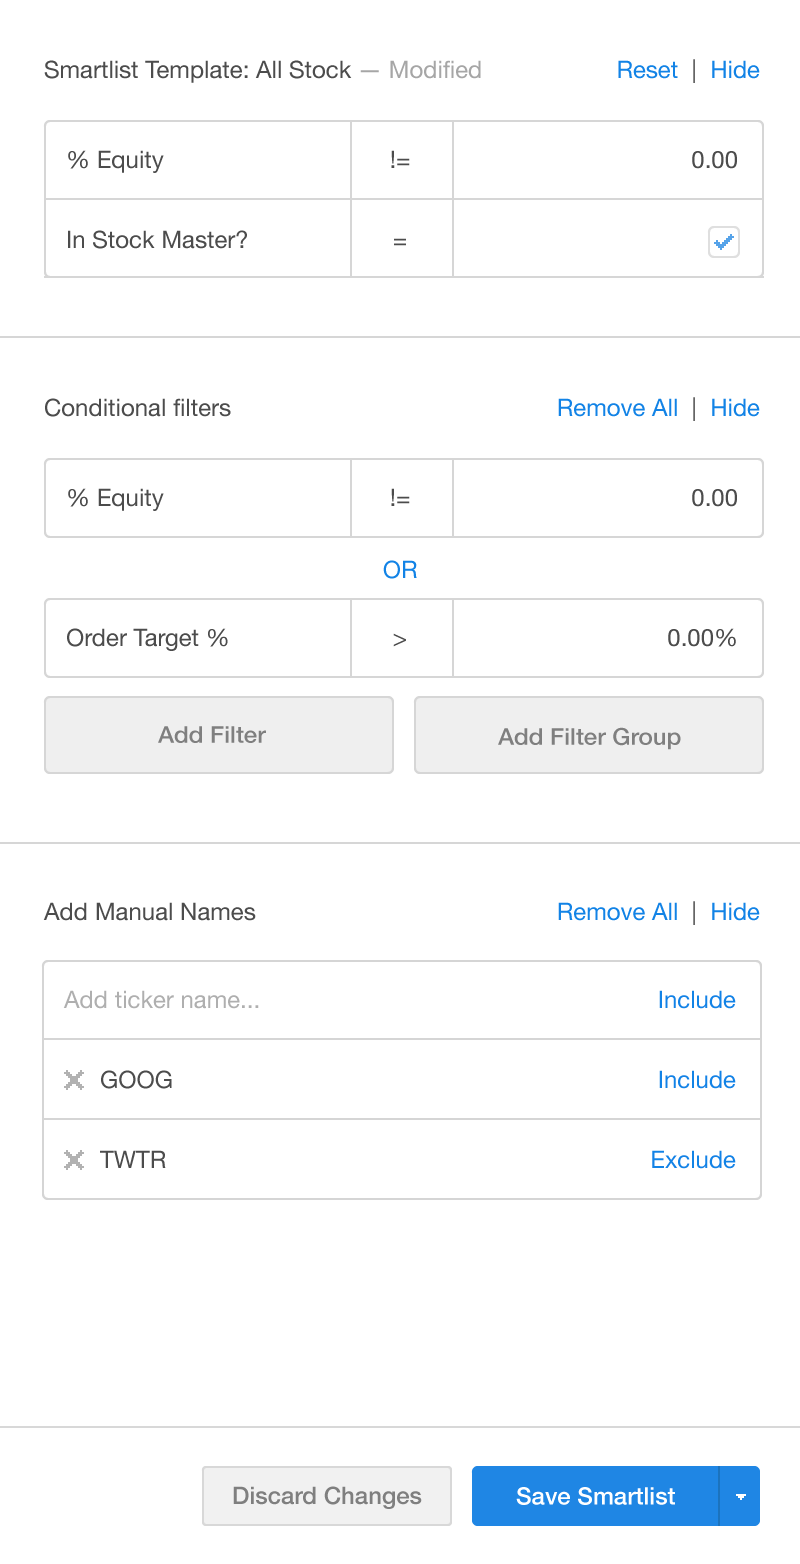 Smartlist Template: All Stock — Modified Reset | Hide
% Equity != 0.00
In Stock Master? =
Conditional filters Remove All | Hide
% Equity != 0.00
OR
Order Target % > 0.00%
Add Filter Add Filter Group
Add Manual Names Remove All | Hide
Add ticker name... Include
GOOG Include
TWTR Exclude
Discard Changes Save Smartlist